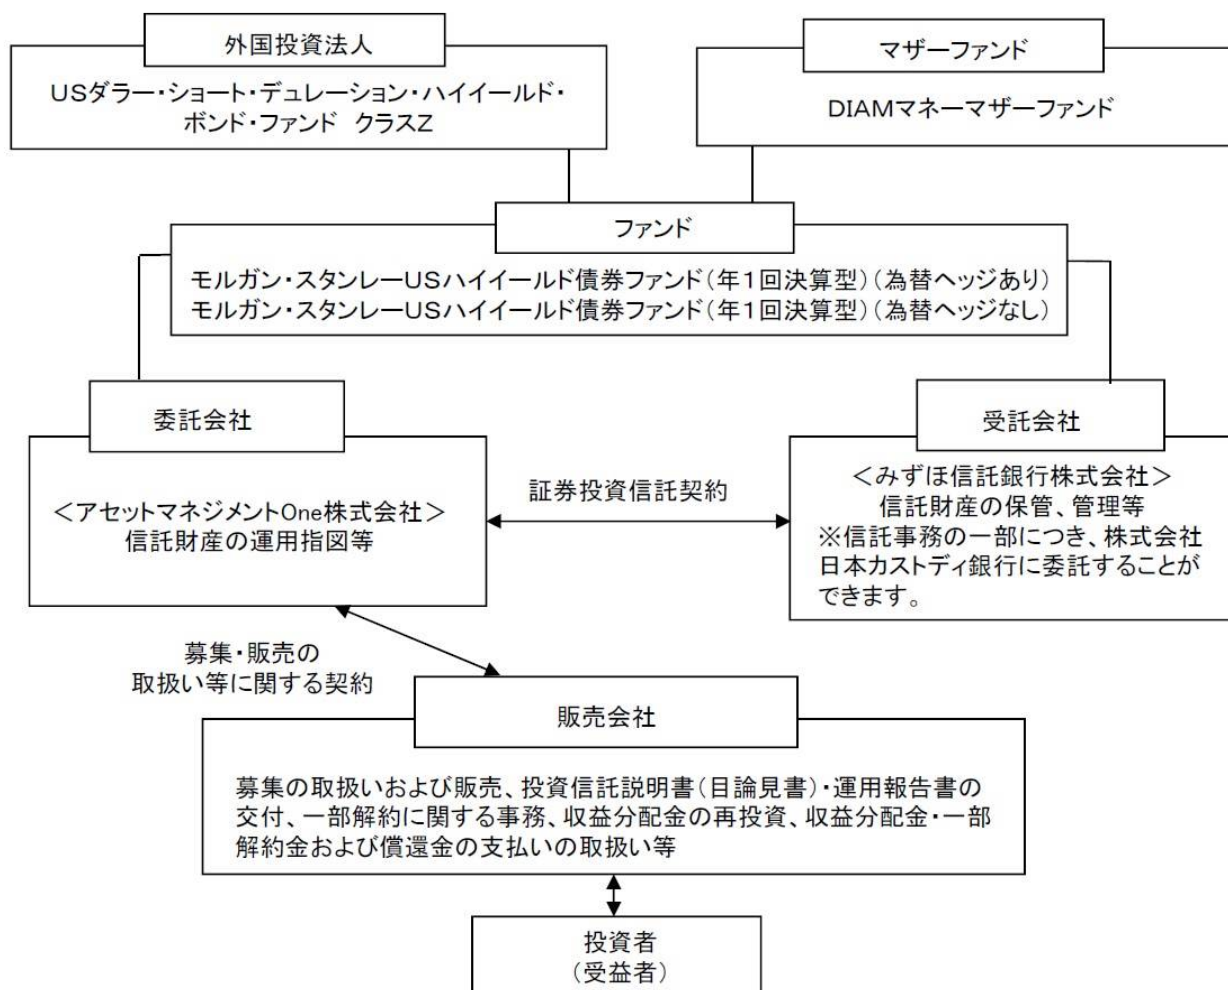 外国投資法人
USダラー・ショート・デュレーション・ハイイールド・
ボンド・ファンド クラスZ
マザーファンド
DIAMマネーマザーファンド
ファンド
モルガン・スタンレーUSハイイールド債券ファンド(年1回決算型)(為替ヘッジあり)
モルガン・スタンレーUSハイイールド債券ファンド(年1回決算型)(為替ヘッジなし)
委託会社
<アセットマネジメントOne株式会社>
信託財産の運用指図等
証券投資信託契約
受託会社
<みずほ信託銀行株式会社>
信託財産の保管、管理等
※信託事務の一部につき、株式会社
日本カストディ銀行に委託することが
できます。
募集・販売の
取扱い等に関する契約
販売会社
募集の取扱いおよび販売、投資信託説明書(目論見書)・運用報告書の
交付、一部解約に関する事務、収益分配金の再投資、収益分配金・一部
解約金および償還金の支払いの取扱い等
投資者
(受益者)